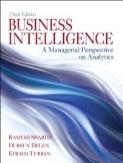 Third Edition
BUSINESS
INTELLIGENCE
A Managerial Perspective
on Analytics
RAMESH SHARDA
DURSUN DELEN
EFRAIM TURBAN